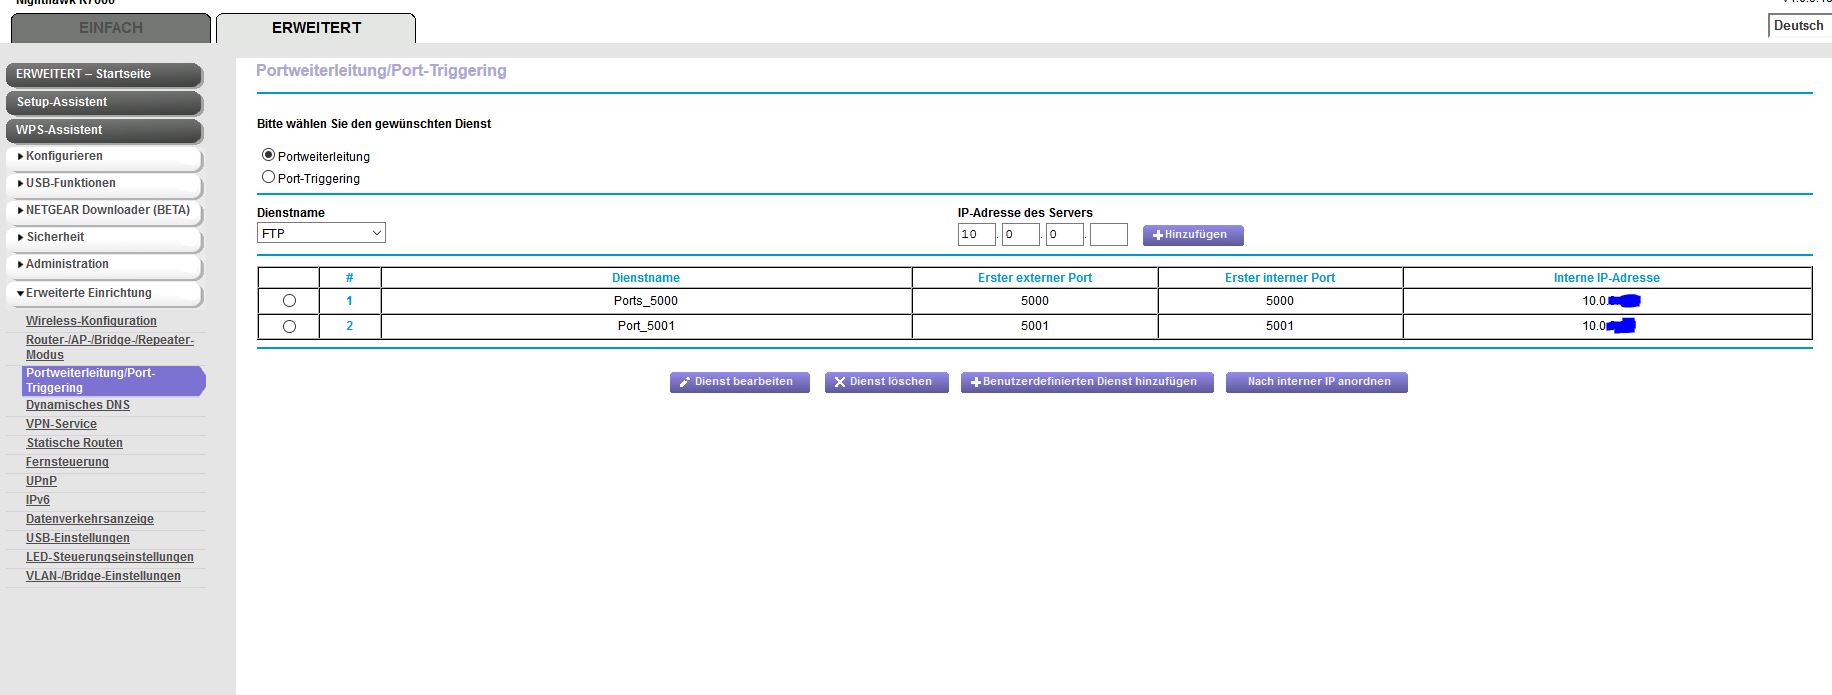 Nighthawk R7000
EINFACH
ERWEITERT
Deutsch
ERWEITERT – Startseite
Setup-Assistent
WPS-Assistent
Konfigurieren
USB-Funktionen
NETGEAR Downloader (BETA)
Sicherheit
Administration
Erweiterte Einrichtung
Wireless-Konfiguration
Router-/AP-/Bridge-/Repeater-
Modus
Portweiterleitung/Port-
Triggering
Dynamisches DNS
VPN-Service
Statische Routen
Fernsteuerung
UPnP
IPv6
Datenverkehrsanzeige
USB-Einstellungen
LED-Steuerungseinstellungen
VLAN-/Bridge-Einstellungen
Portweiterleitung/Port-Triggering
Bitte wählen Sie den gewünschten Dienst
Portweiterleitung
Port-Triggering
Dienstname IP-Adresse des Servers
FTP 10 . 0 . 0 . Hinzufügen
# Dienstname Erster externer Port Erster interner Port Interne IP-Adresse
1 Ports_5000 5000 5000 10.0.
2 Port_5001 5001 5001 10.0.
Dienst bearbeiten Dienst löschen Benutzerdefinierten Dienst hinzufügen Nach interner IP anordnen